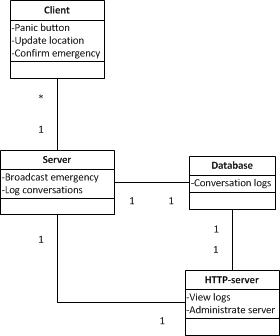 Client
-Panic button
-Update location
-Confirm emergency
*
1
Server
-Broadcast emergency
-Log conversations
Database
-Conversation logs
1 1
1
1
1
HTTP-server
-View logs
-Administrate server
1